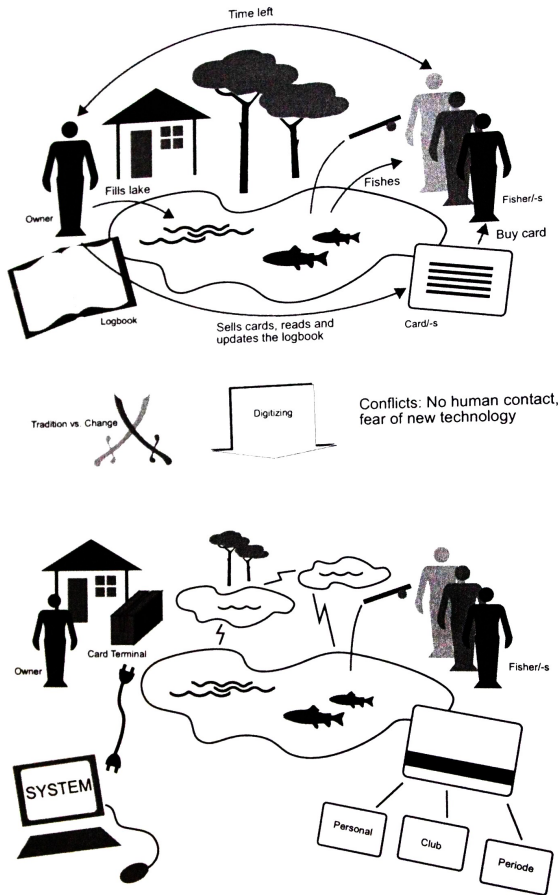 Time left
Fills lake
Owner
Fishes
Fisher/-s
Buy card
Logbook
Sells cards, reads and
updates the logbook
Card/-s
Tradition vs. Change
Digitizing
Conflicts: No human contact,
fear of new technology
Card Terminal
Owner
Fisher/-s
SYSTEM
Personal
Club
Periode